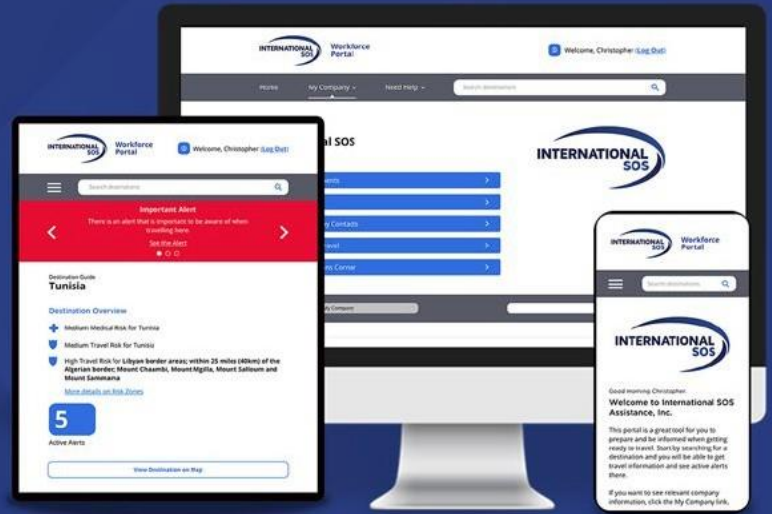 INTERNATIONAL
SOS
Workforce
Portal
Welcome, Christopher (Log Out)
Home
My Company
Need Help
Search destinations
al SOS
ents
y Contacts
ravel
ns Corner
INTERNATIONAL
SOS
My Company
INTERNATIONAL
SOS
Workforce
Portal
Welcome, Christopher (Log Out)
Search destinations
Important Alert
There is an alert that is important to be aware of when
travelling here.
See the Alert
Destination Guide
Tunisia
Destination Overview
Medium Medical Risk for Tunisia
Medium Travel Risk for Tunisia
High Travel Risk for Libyan border areas; within 25 miles (40km) of the
Algerian border; Mount Chaambi, Mount Mgilla, Mount Salloum and
Mount Sammama
More details on Risk Zones
5
Active Alerts
View Destination on Map
INTERNATIONAL
SOS
Workforce
Portal
Search destinations
INTERNATIONAL
SOS
Good morning Christopher.
Welcome to International SOS
Assistance, Inc.
This portal is a great tool for you to
prepare and be informed when getting
ready to travel. Start by searching for a
destination and you will be able to get
travel information and see active alerts
there.
If you want to see relevant company
information, click the My Company link,